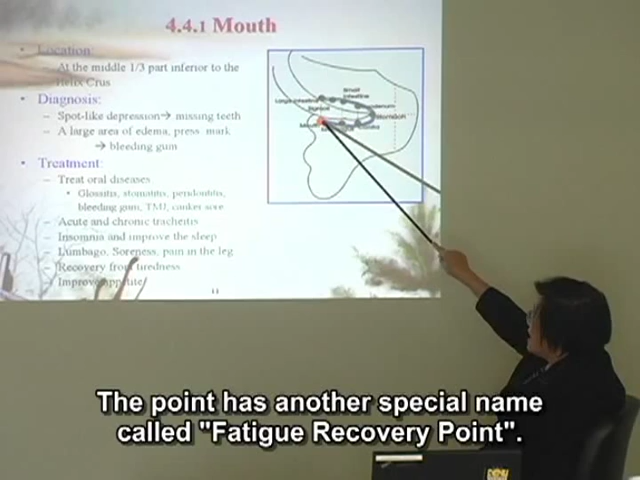 4.4.1 Mouth
• Location:
– At the middle 1/3 part inferior to the
Helix Crus
• Diagnosis:
– Spot-like depression→ missing teeth
– A large area of edema, press mark
→ bleeding gum
• Treatment:
– Treat oral diseases
• Glossitis, stomatitis, peridontitis,
bleeding gum, TMJ, canker sore
– Acute and chronic tracheitis
– Insomnia and improve the sleep
– Lumbago, Soreness, pain in the leg
– Recovery from tiredness
– Improve appetite
Large intestine
Small
intestine
Stomach
Mouth
Cardia
11
The point has another special name
called "Fatigue Recovery Point".